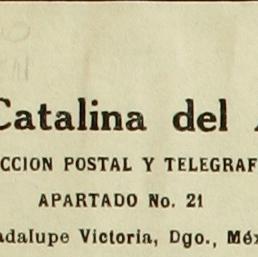 Catalina del
CCION POSTAL Y TELEGRAF
APARTADO No. 21
adalupe Victoria, Dgo., Méx